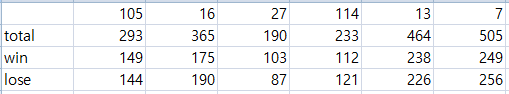 105 16 27 114 13 7
total 293 365 190 233 464 505
win 149 175 103 112 238 249
lose 144 190 87 121 226 256